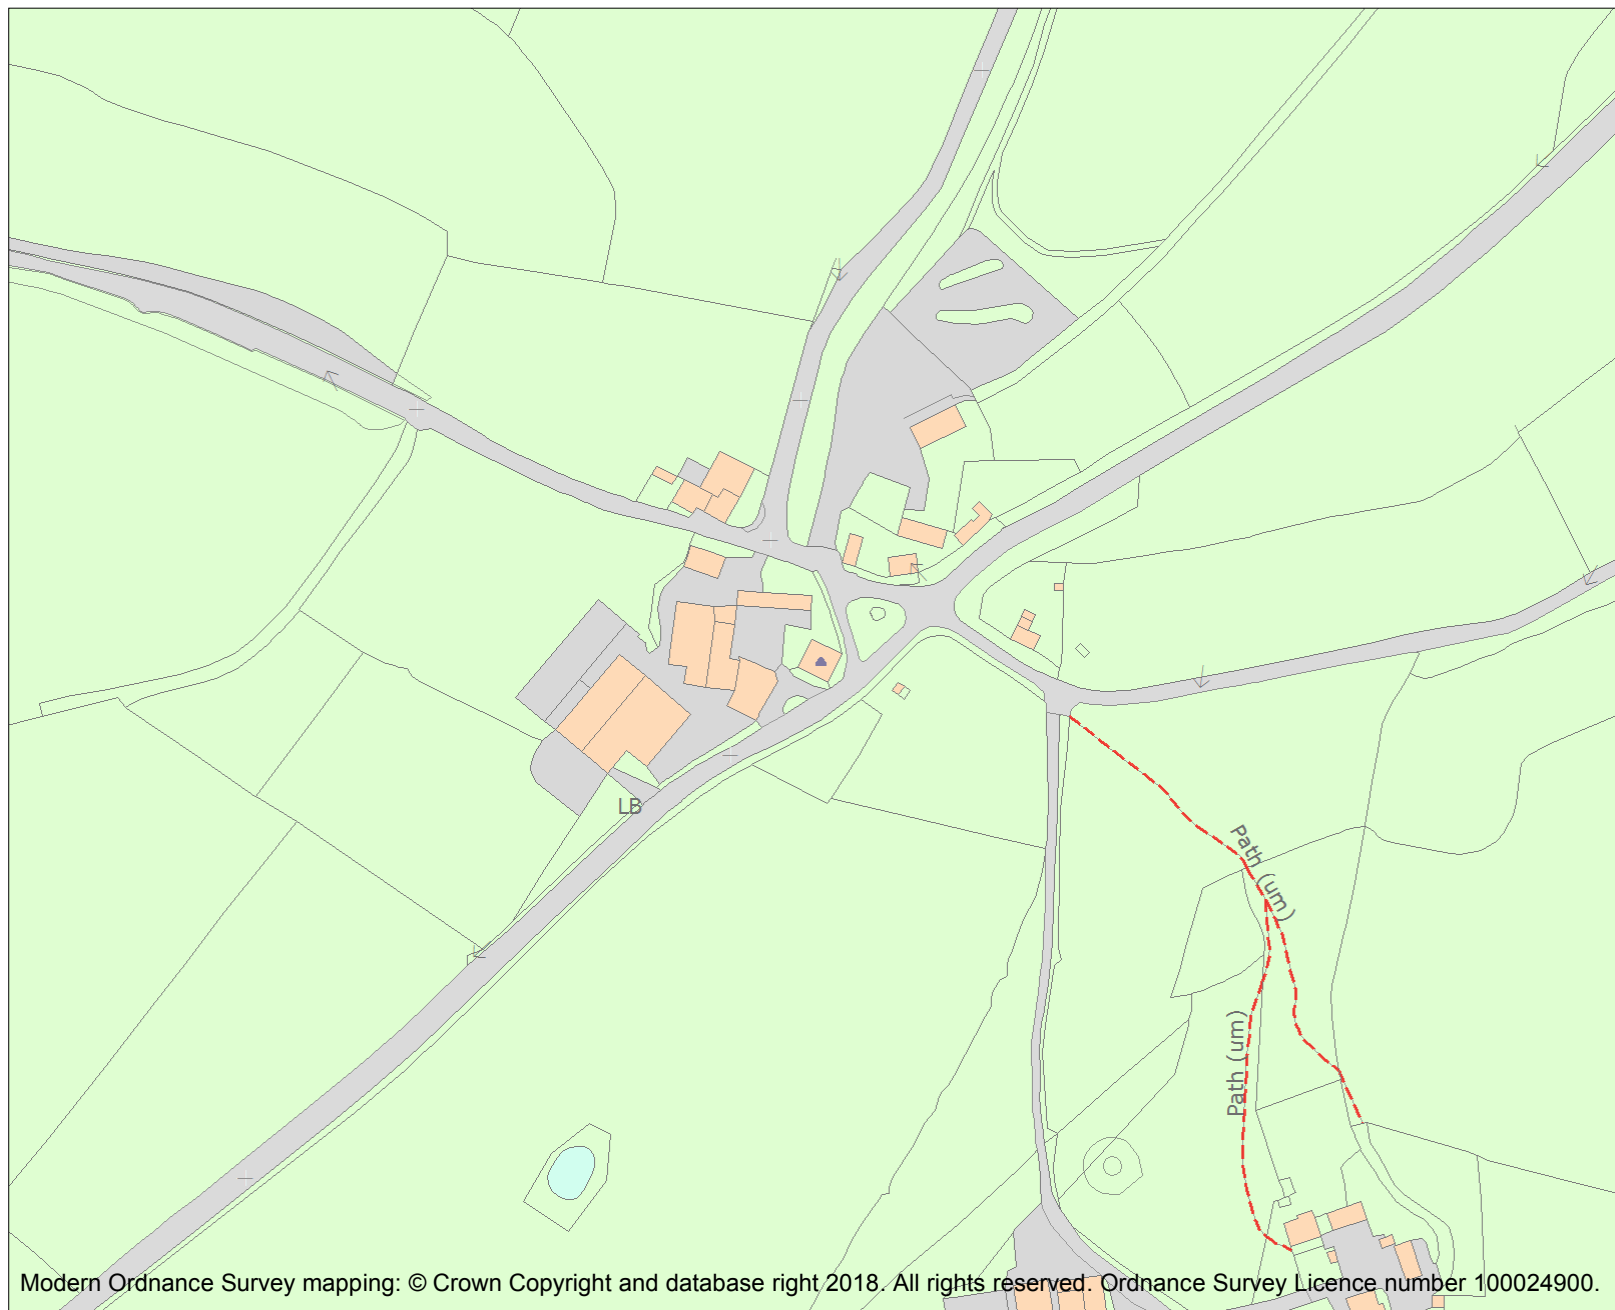 LB
Path (um)
Path (um)
Modern Ordnance Survey mapping: © Crown Copyright and database right 2018. All rights reserved. Ordnance Survey Licence number 100024900.